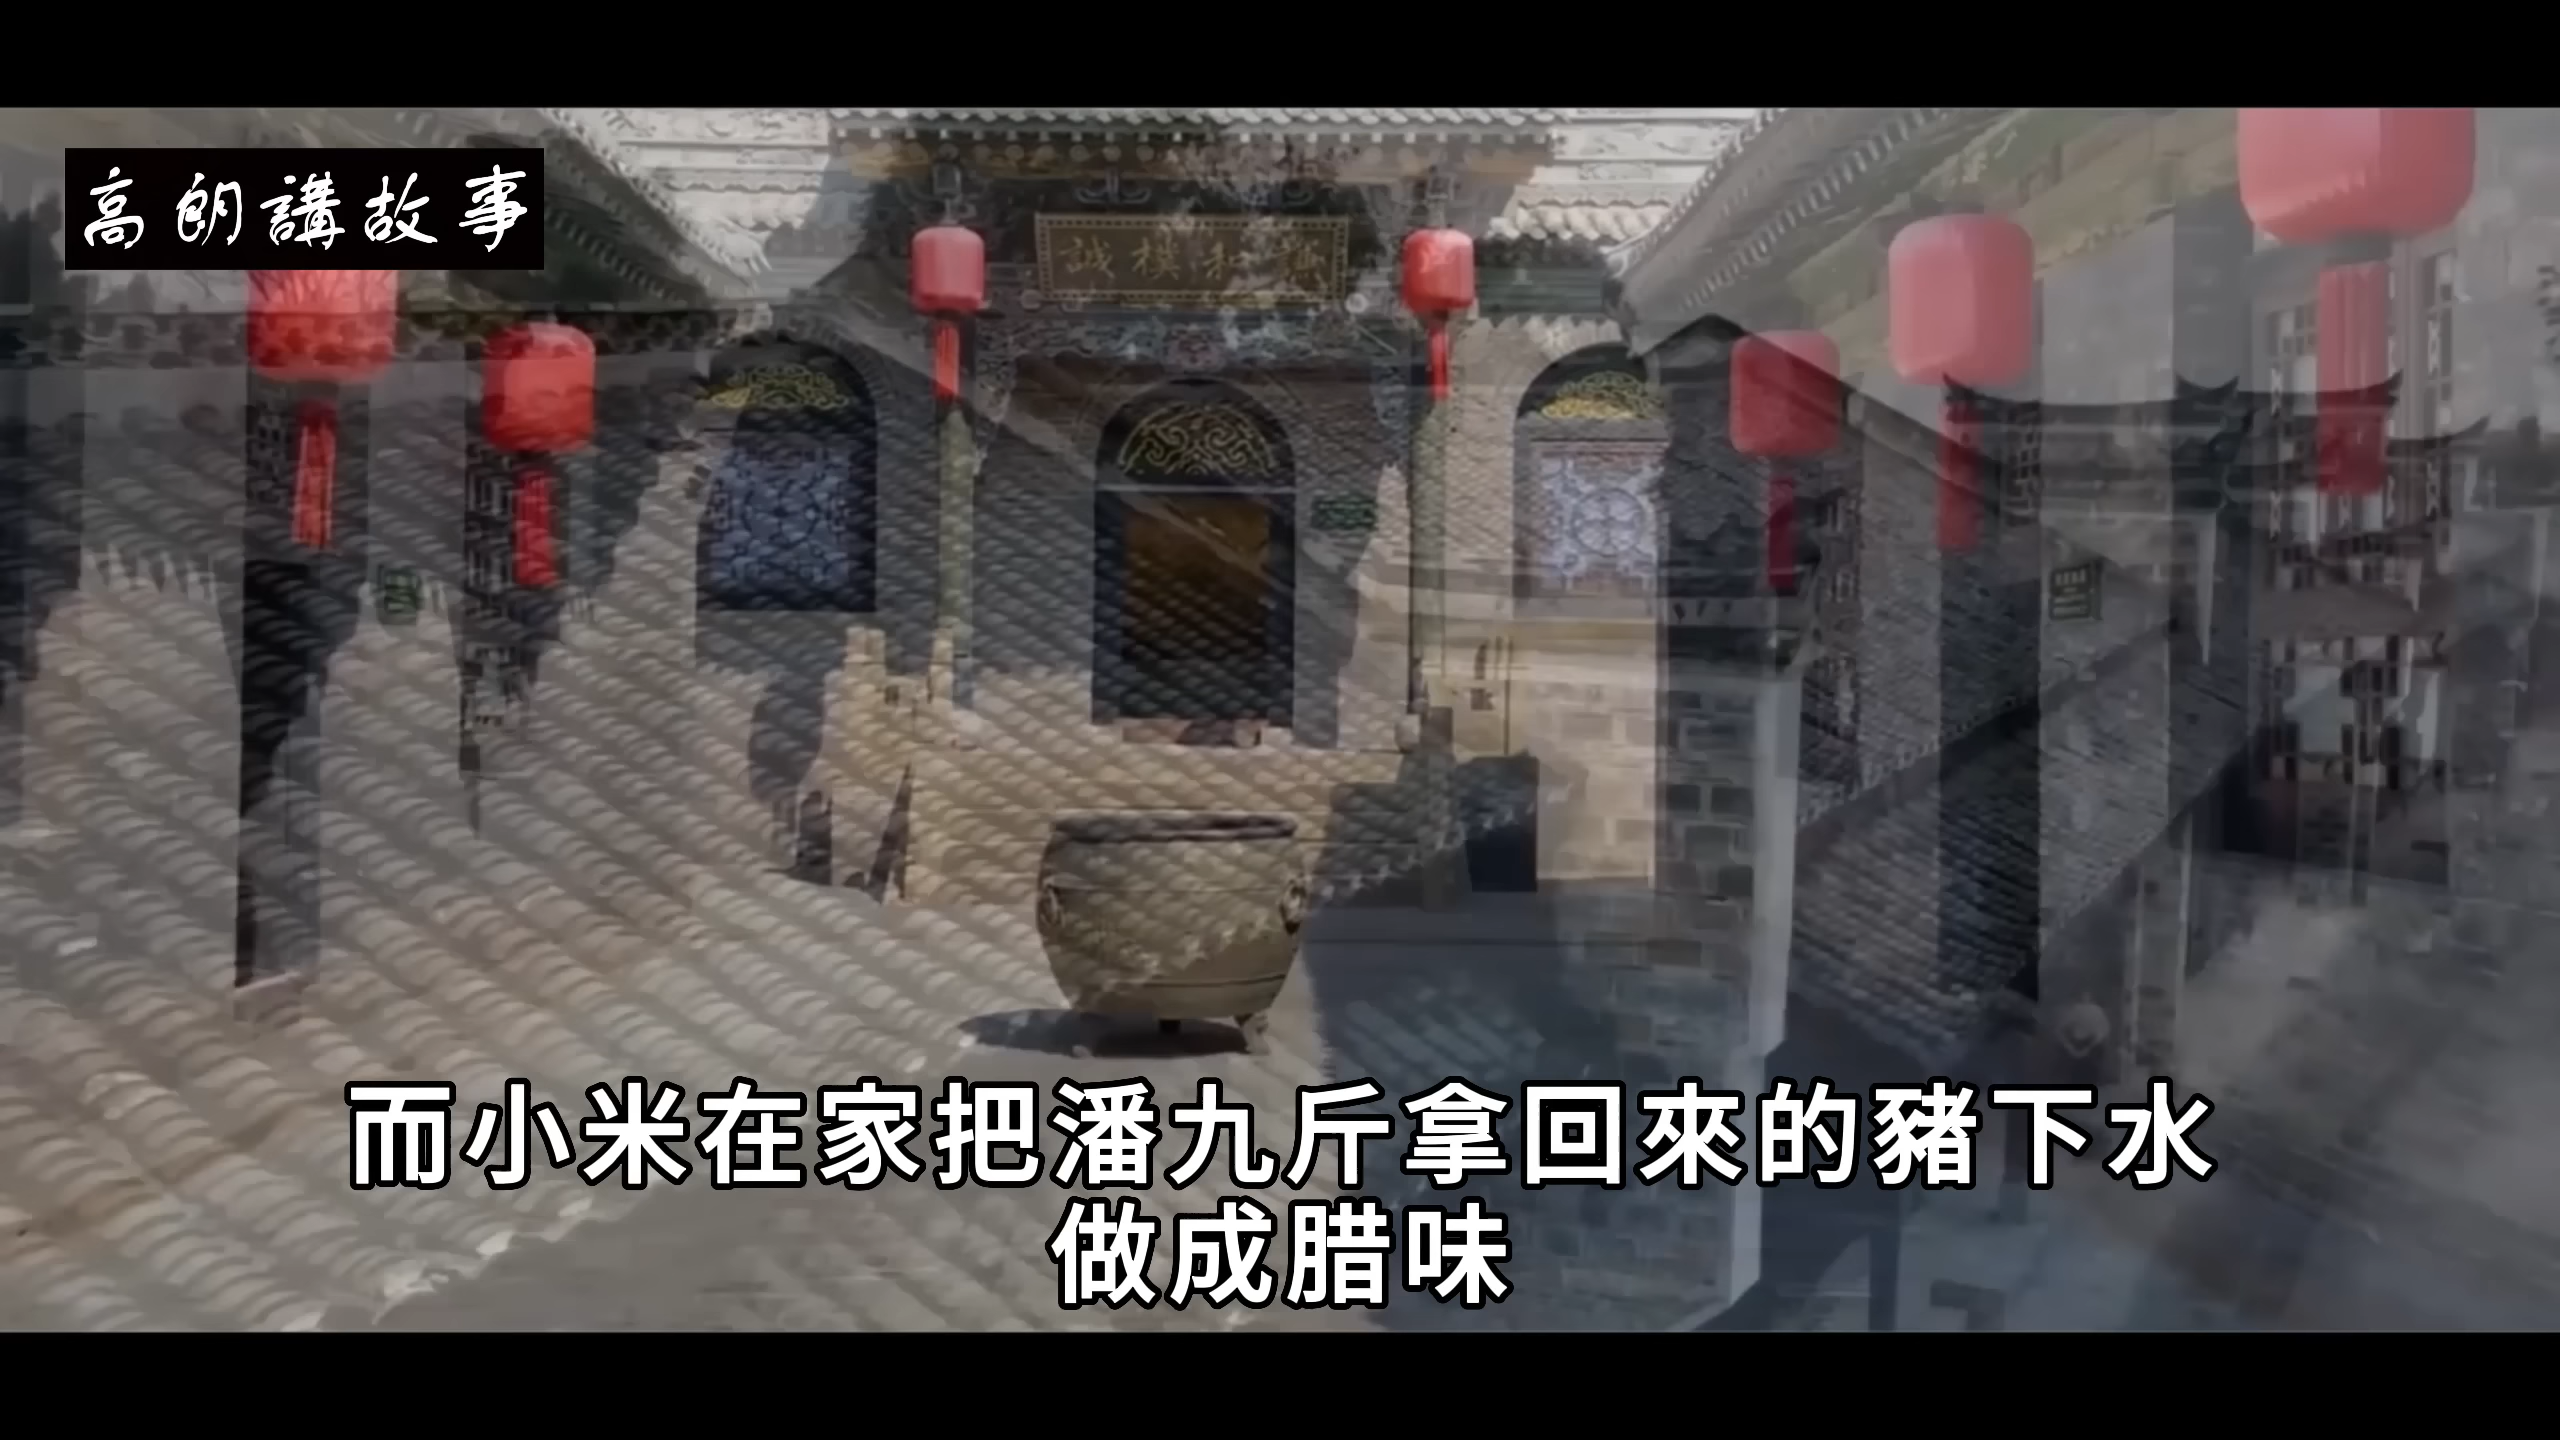 高朗講故事
而小米在家把潘九斤拿回來的豬下水
做成腊味